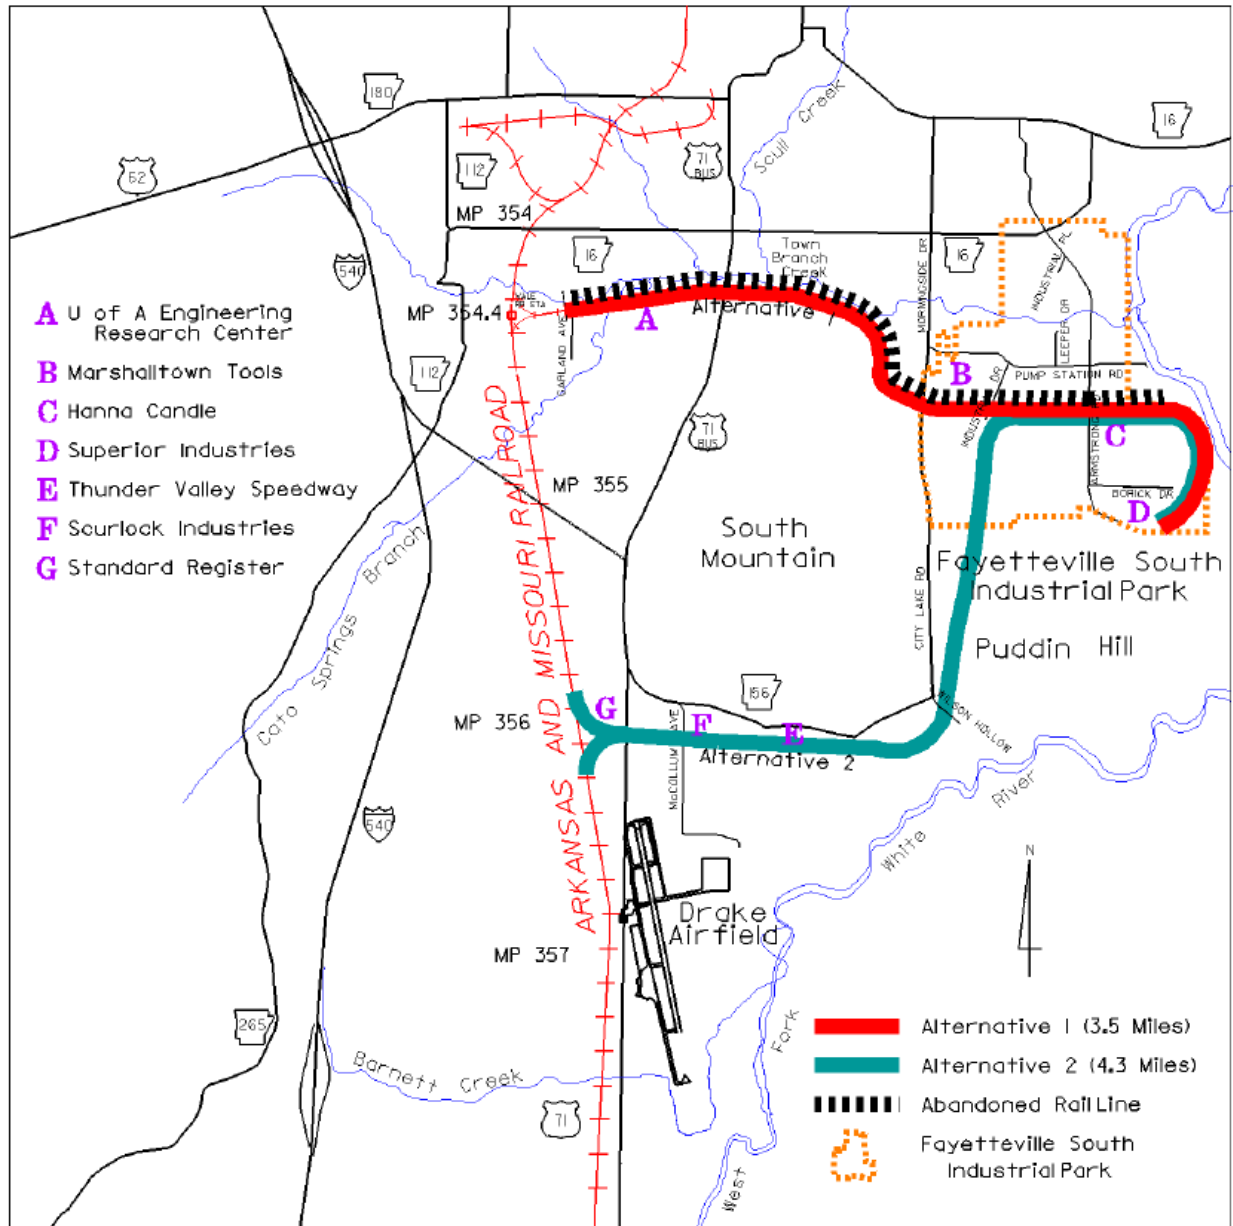 180
16
62
112
71
BUS
Scull Creek
MP 354
16
Town
Branch
Creek
MORNINGSIDE DR
16
INDUSTRIAL PL
540
A U of A Engineering
Research Center
MP 354.4
GARLAND AVE
A
Alternative 1
LEEPER DR
B Marshalltown Tools
112
B
PUMP STATION RD
C Hanna Candle
71
BUS
INDUSTRIAL DR
ARMSTRONG RD
C
D Superior Industries
E Thunder Valley Speedway
MP 355
BORICK DR
D
F Scurlock Industries
South
Mountain
G Standard Register
Cato Springs Branch
Fayetteville South
Industrial Park
CITY LAKE RD
Puddin Hill
ARKANSAS AND MISSOURI RAILROAD
156
G
MP 356
F
E
WILSON HOLLOW
McCOLLUM AVE
Alternative 2
540
West Fork White River
N
Drake
Airfield
MP 357
265
Barnett Creek
71
Alternative 1 (3.5 Miles)
Alternative 2 (4.3 Miles)
Abandoned Rail Line
Fayetteville South
Industrial Park